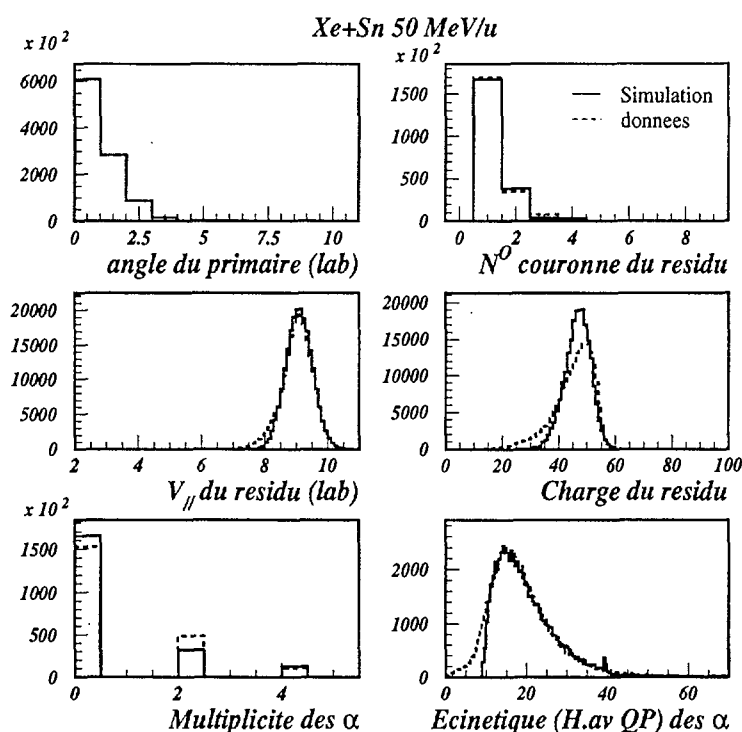 Xe+Sn 50 MeV/u
x 10²
6000
4000
2000
0
0 2.5 5 7.5 10
angle du primaire (lab)
x 10²
1500
1000
500
0
Simulation
donnees
0 2 4 6 8
N⁰ couronne du residu
20000
15000
10000
5000
0
2 4 6 8 10
V// du residu (lab)
20000
15000
10000
5000
0
0 20 40 60 80 100
Charge du residu
x 10²
1500
1000
500
0
0 2 4
Multiplicite des α
2000
1000
0
0 20 40 60
Ecinetique (H.av QP) des α